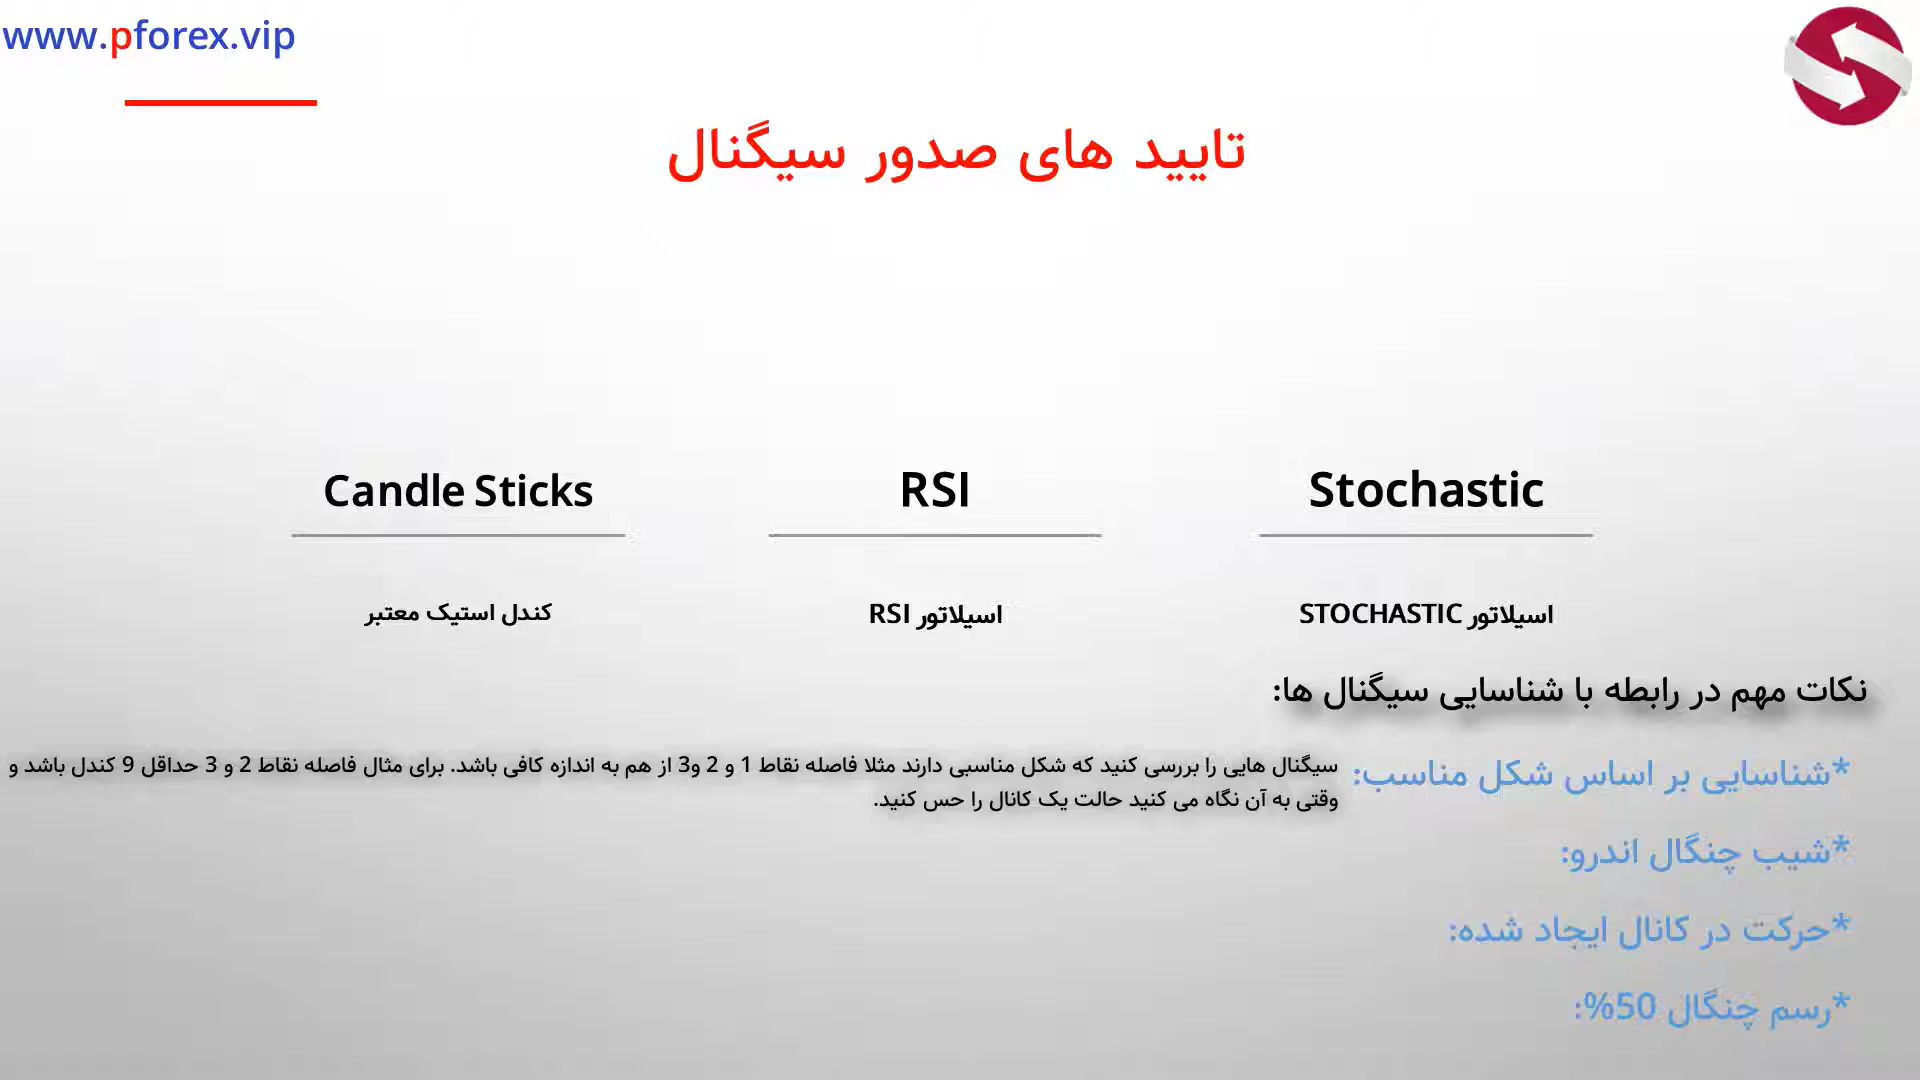 www.pforex.vip
تایید های صدور سیگنال
Candle Sticks
RSI
Stochastic
کندل استیک معتبر
اسیلاتور RSI
اسیلاتور STOCHASTIC
نکات مهم در رابطه با شناسایی سیگنال ها:
*شناسایی بر اساس شکل مناسب:
سیگنال هایی را بررسی کنید که شکل مناسبی دارند مثلا فاصله نقاط 1 و 2 و3 از هم به اندازه کافی باشد. برای مثال فاصله نقاط 2 و 3 حداقل 9 کندل باشد و
وقتی به آن نگاه می کنید حالت یک کانال را حس کنید.
*شیب چنگال اندرو:
*حرکت در کانال ایجاد شده:
*رسم چنگال 50%: